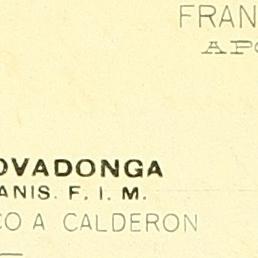 FRAN
APO
OVADONGA
ANIS. F. I. M.
CO A CALDERON